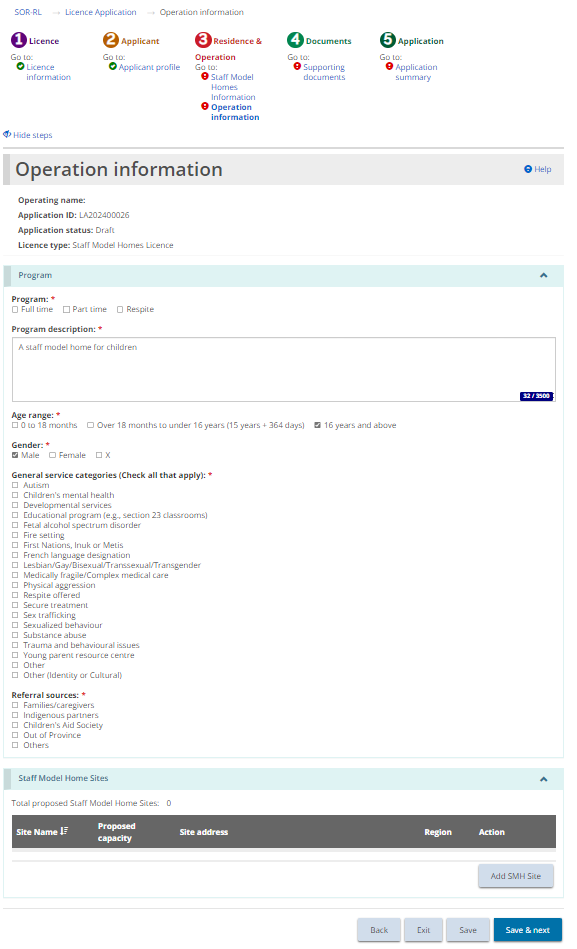 SOR-RL → Licence Application → Operation information
1 Licence
Go to:
Licence
information
2 Applicant
Go to:
Applicant profile
3 Residence &
Operation
Go to:
Staff Model
Homes
Information
Operation
information
4 Documents
Go to:
Supporting
documents
5 Application
Go to:
Application
summary
Hide steps
Operation information
Help
Operating name:
Application ID: LA202400026
Application status: Draft
Licence type: Staff Model Homes Licence
Program
Program: *
Full time Part time Respite
Program description: *
A staff model home for children
32 / 3500
Age range: *
0 to 18 months Over 18 months to under 16 years (15 years + 364 days) 16 years and above
Gender: *
Male Female X
General service categories (Check all that apply): *
Autism
Children's mental health
Developmental services
Educational program (e.g., section 23 classrooms)
Fetal alcohol spectrum disorder
Fire setting
First Nations, Inuk or Metis
French language designation
Lesbian/Gay/Bisexual/Transsexual/Transgender
Medically fragile/Complex medical care
Physical aggression
Respite offered
Secure treatment
Sex trafficking
Sexualized behaviour
Substance abuse
Trauma and behavioural issues
Young parent resource centre
Other
Other (Identity or Cultural)
Referral sources: *
Families/caregivers
Indigenous partners
Children's Aid Society
Out of Province
Others
Staff Model Home Sites
Total proposed Staff Model Home Sites: 0
Site Name Proposed capacity Site address Region Action
Add SMH Site
Back Exit Save Save & next